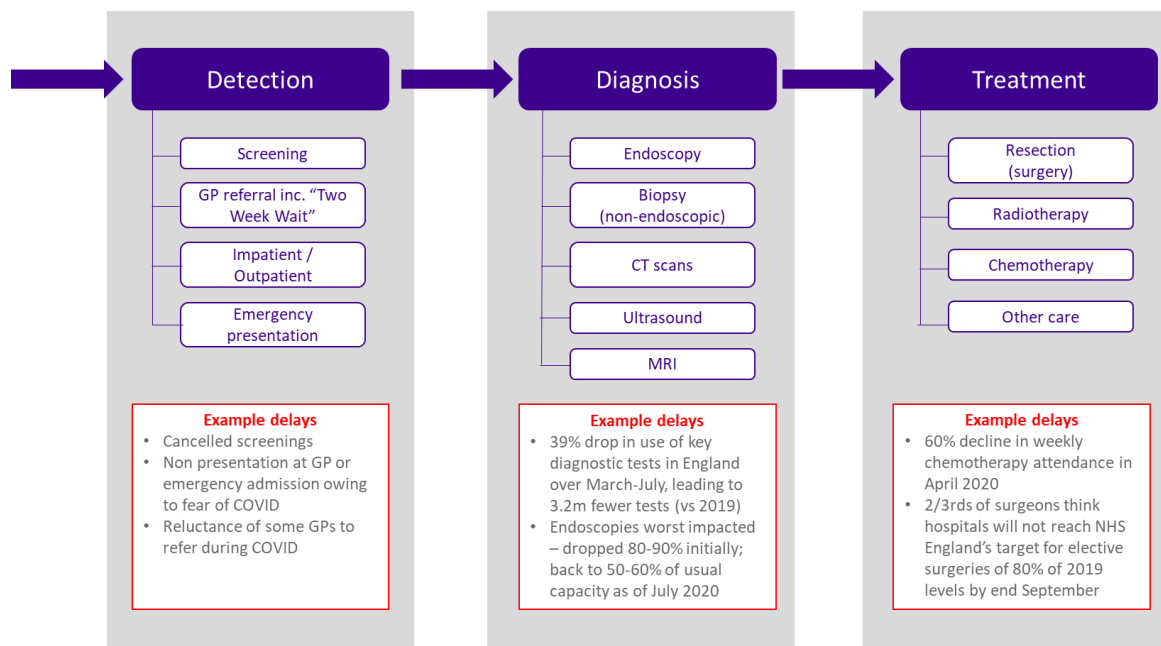 Detection
Screening
GP referral inc. “Two
Week Wait”
Impatient /
Outpatient
Emergency
presentation
Example delays
• Cancelled screenings
• Non presentation at GP or
emergency admission owing
to fear of COVID
• Reluctance of some GPs to
refer during COVID
Diagnosis
Endoscopy
Biopsy
(non-endoscopic)
CT scans
Ultrasound
MRI
Example delays
• 39% drop in use of key
diagnostic tests in England
over March-July, leading to
3.2m fewer tests (vs 2019)
• Endoscopies worst impacted
– dropped 80-90% initially;
back to 50-60% of usual
capacity as of July 2020
Treatment
Resection
(surgery)
Radiotherapy
Chemotherapy
Other care
Example delays
• 60% decline in weekly
chemotherapy attendance in
April 2020
• 2/3rds of surgeons think
hospitals will not reach NHS
England’s target for elective
surgeries of 80% of 2019
levels by end September